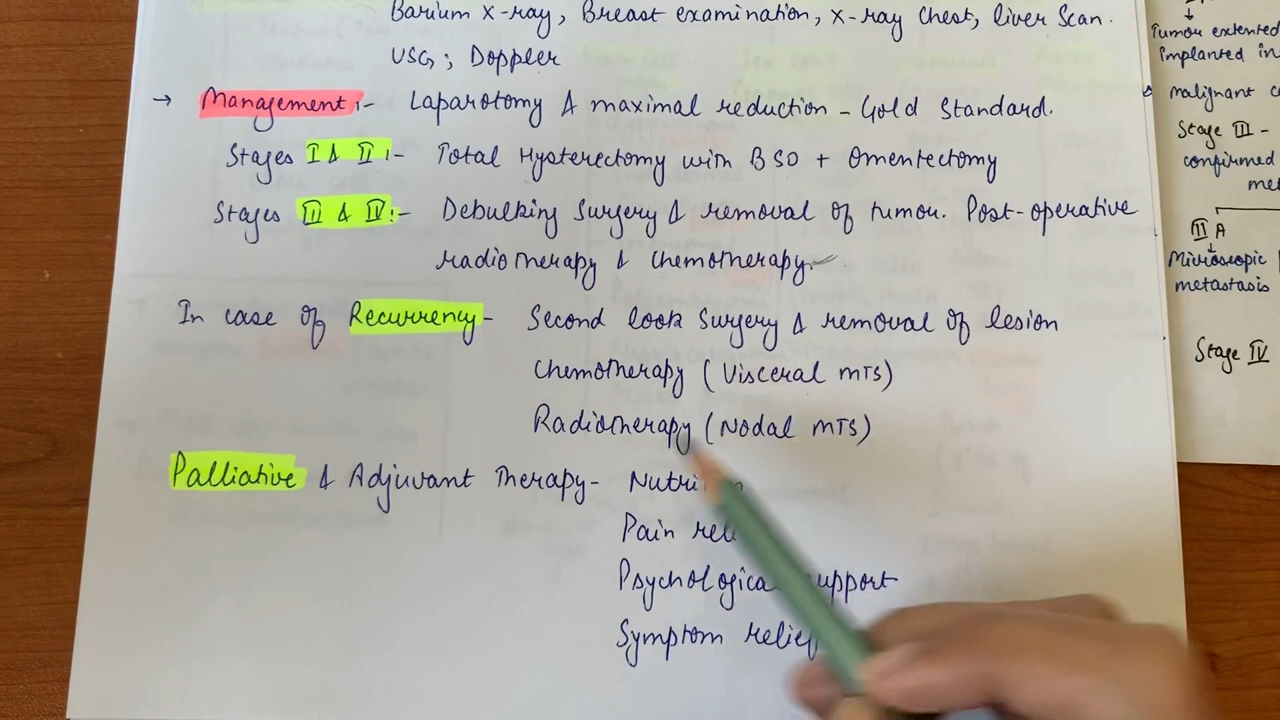 Barium X-ray, Breast examination, X-ray Chest, Liver Scan.
USG; Doppler
→ Management:- Laparotomy & maximal reduction - Gold Standard.
Stages I & II:- Total Hysterectomy with BSO + Omentectomy
Stages III & IV:- Debulking Surgery & removal of tumor. Post-operative
radiotherapy & chemotherapy
In case of Recurrency- Second look Surgery & removal of lesion
Chemotherapy (Visceral MTS)
Radiotherapy (Nodal MTS)
Palliative & Adjuvant Therapy-
Pain
Psychological support
Symptom relief
Tumor extented
implanted in
malignant
Stage III -
confirmed
III A
↓
Microscopic
metastasis
Stage IV